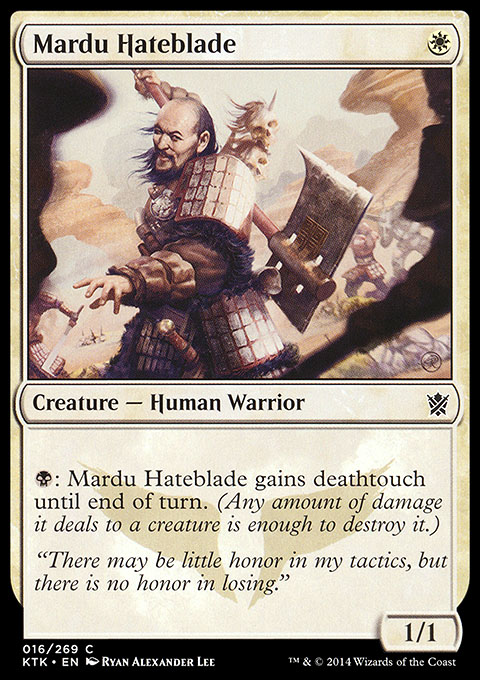 Mardu Hateblade
Creature — Human Warrior
: Mardu Hateblade gains deathtouch
until end of turn. (Any amount of damage
it deals to a creature is enough to destroy it.)
“There may be little honor in my tactics, but
there is no honor in losing.”
1/1
016/269 C
KTK • EN Ryan Alexander Lee
™ & © 2014 Wizards of the Coast